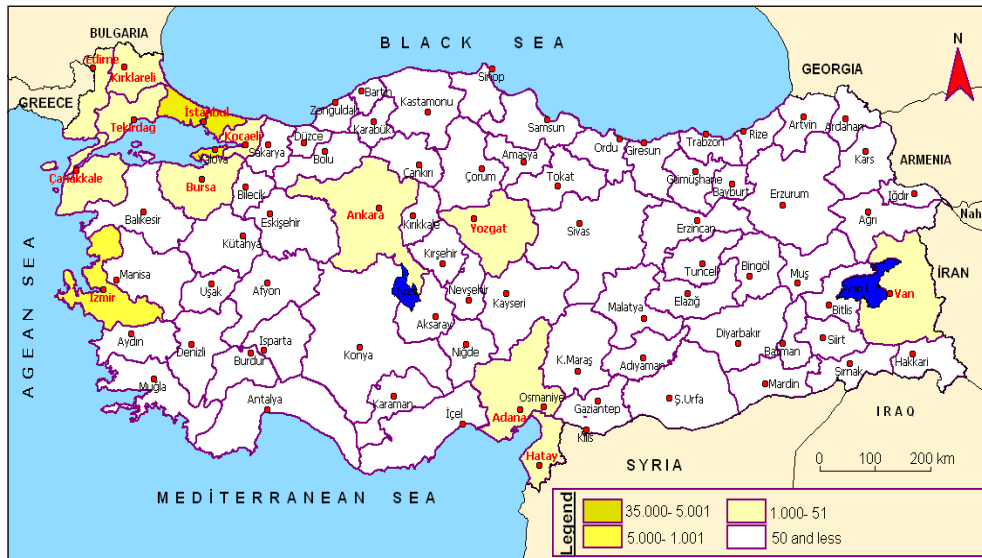 BULGARIA
BLACK SEA
N
GEORGIA
Edirne
Kırklareli
Sinop
GREECE
Bartın
Zonguldak
Kastamonu
İstanbul
Tekirdag
Karabük
Samsun
Artvin
Ardahan
Kocaeli
Düzce
Ordu
Giresun
Trabzon
Rize
Sakarya
Yalova
Bolu
Amasya
Kars
ARMENIA
Çanakkale
Bursa
Çankırı
Çorum
Tokat
Gümüşhane
Bayburt
Erzurum
Iğdır
Bilecik
Ankara
Kırıkkale
Yozgat
Sivas
Erzincan
Ağrı
Nah
Balıkesir
Eskişehir
Kütahya
AGEAN SEA
Manisa
Kırşehir
Tunceli
Bingöl
Muş
İRAN
İzmir
Uşak
Afyon
Nevşehir
Kayseri
Elazığ
Van
Bitlis
Malatya
Aksaray
Aydın
Denizli
Isparta
Burdur
Konya
Niğde
K.Maraş
Adıyaman
Diyarbakır
Batman
Siirt
Hakkari
Şırnak
Mardin
Muğla
Antalya
Karaman
İçel
Adana
Osmaniye
Gaziantep
Ş.Urfa
Kilis
IRAQ
Hatay
SYRIA
0 100 200 km
MEDİTERRANEAN SEA
Legend
35.000- 5.001
1.000- 51
5.000- 1.001
50 and less